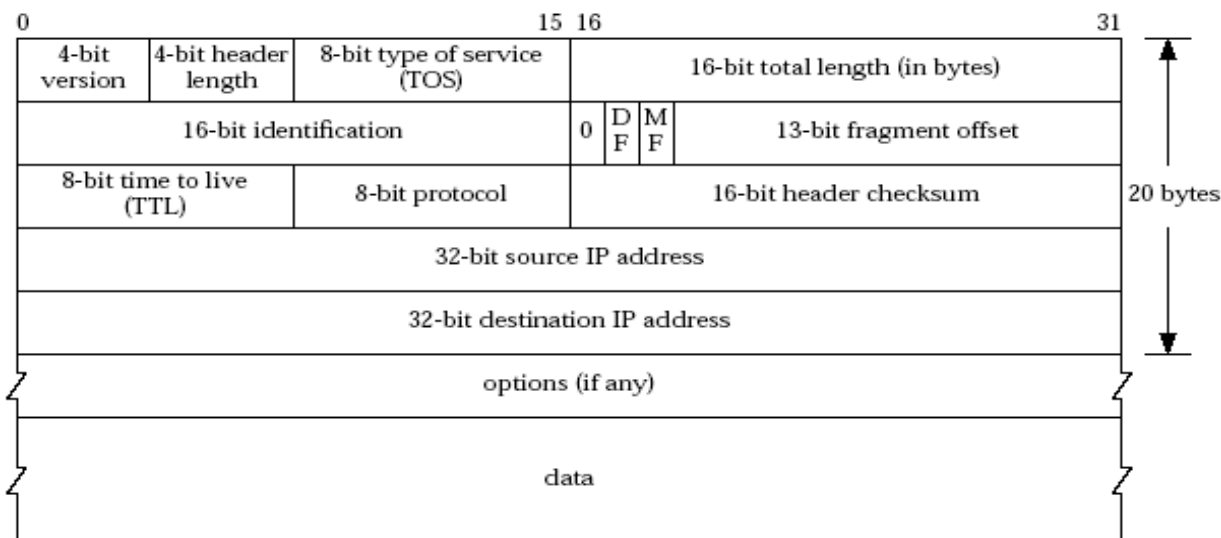 0 15 16 31
4-bit version 4-bit header length 8-bit type of service (TOS) 16-bit total length (in bytes)
16-bit identification 0 DF MF 13-bit fragment offset
8-bit time to live (TTL) 8-bit protocol 16-bit header checksum
20 bytes
32-bit source IP address
32-bit destination IP address
options (if any)
data